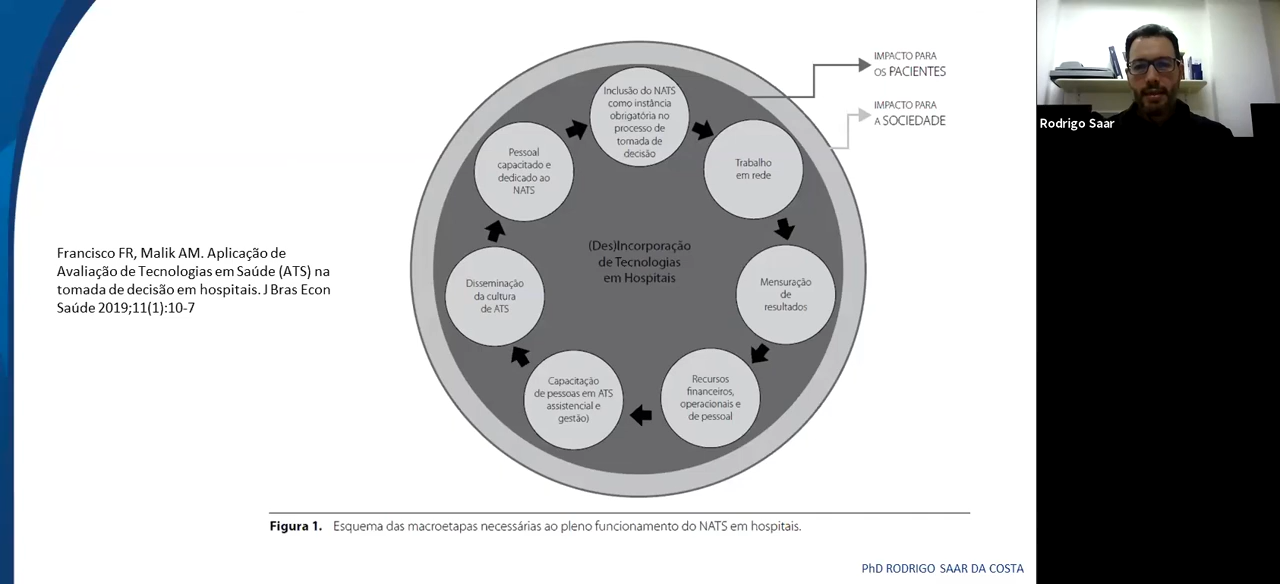 IMPACTO PARA
OS PACIENTES
IMPACTO PARA
A SOCIEDADE
Inclusão do NATS
como instância
obrigatória no
processo de
tomada de
decisão
Trabalho
em rede
Mensuração
de
resultados
Recursos
financeiros,
operacionais e
de pessoal
Capacitação
de pessoas em ATS
assistencial e
gestão)
Disseminação
da cultura
de ATS
Pessoal
capacitado e
dedicado ao
NATS
(Des)Incorporação
de Tecnologias
em Hospitais
Francisco FR, Malik AM. Aplicação de
Avaliação de Tecnologias em Saúde (ATS) na
tomada de decisão em hospitais. J Bras Econ
Saúde 2019;11(1):10-7
Figura 1. Esquema das macroetapas necessárias ao pleno funcionamento do NATS em hospitais.
PhD RODRIGO SAAR DA COSTA
Rodrigo Saar